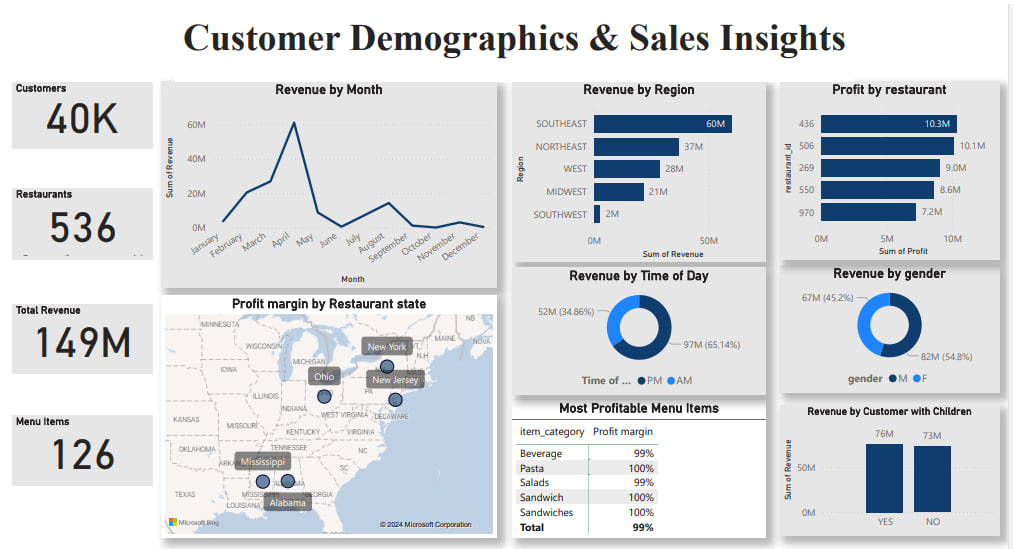 Customer Demographics & Sales Insights
Customers
40K
Restaurants
536
Total Revenue
149M
Menu Items
126
Revenue by Month
Sum of Revenue
60M
40M
20M
0M
January
February
March
April
May
June
July
August
September
October
November
December
Month
Profit margin by Restaurant state
MINNESOTA
WISCONSIN
MICHIGAN
IOWA
ILLINOIS
INDIANA
KANSAS
MISSOURI
OKLAHOMA
TEXAS
KENTUCKY
TENNESSEE
WEST VIRGINIA
VIRGINIA
DELAWARE
PA
NC
SC
GEORGIA
LOUISIANA
MAINE
N.H
NB
NOVA
New York
New Jersey
Ohio
Mississippi
Alabama
Microsoft Bing
© 2024 Microsoft Corporation
Revenue by Region
Region
SOUTHEAST 60M
NORTHEAST 37M
WEST 28M
MIDWEST 21M
SOUTHWEST 2M
0M 50M
Sum of Revenue
Profit by restaurant
restaurant_id
436 10.3M
506 10.1M
269 9.0M
550 8.6M
970 7.2M
0M 5M 10M
Sum of Profit
Revenue by Time of Day
52M (34.86%)
97M (65.14%)
Time of ... PM AM
Revenue by gender
67M (45.2%)
82M (54.8%)
gender M F
Most Profitable Menu Items
item_category Profit margin
Beverage 99%
Pasta 100%
Salads 99%
Sandwich 100%
Sandwiches 100%
Total 99%
Revenue by Customer with Children
Sum of Revenue
50M
0M
76M
73M
YES NO